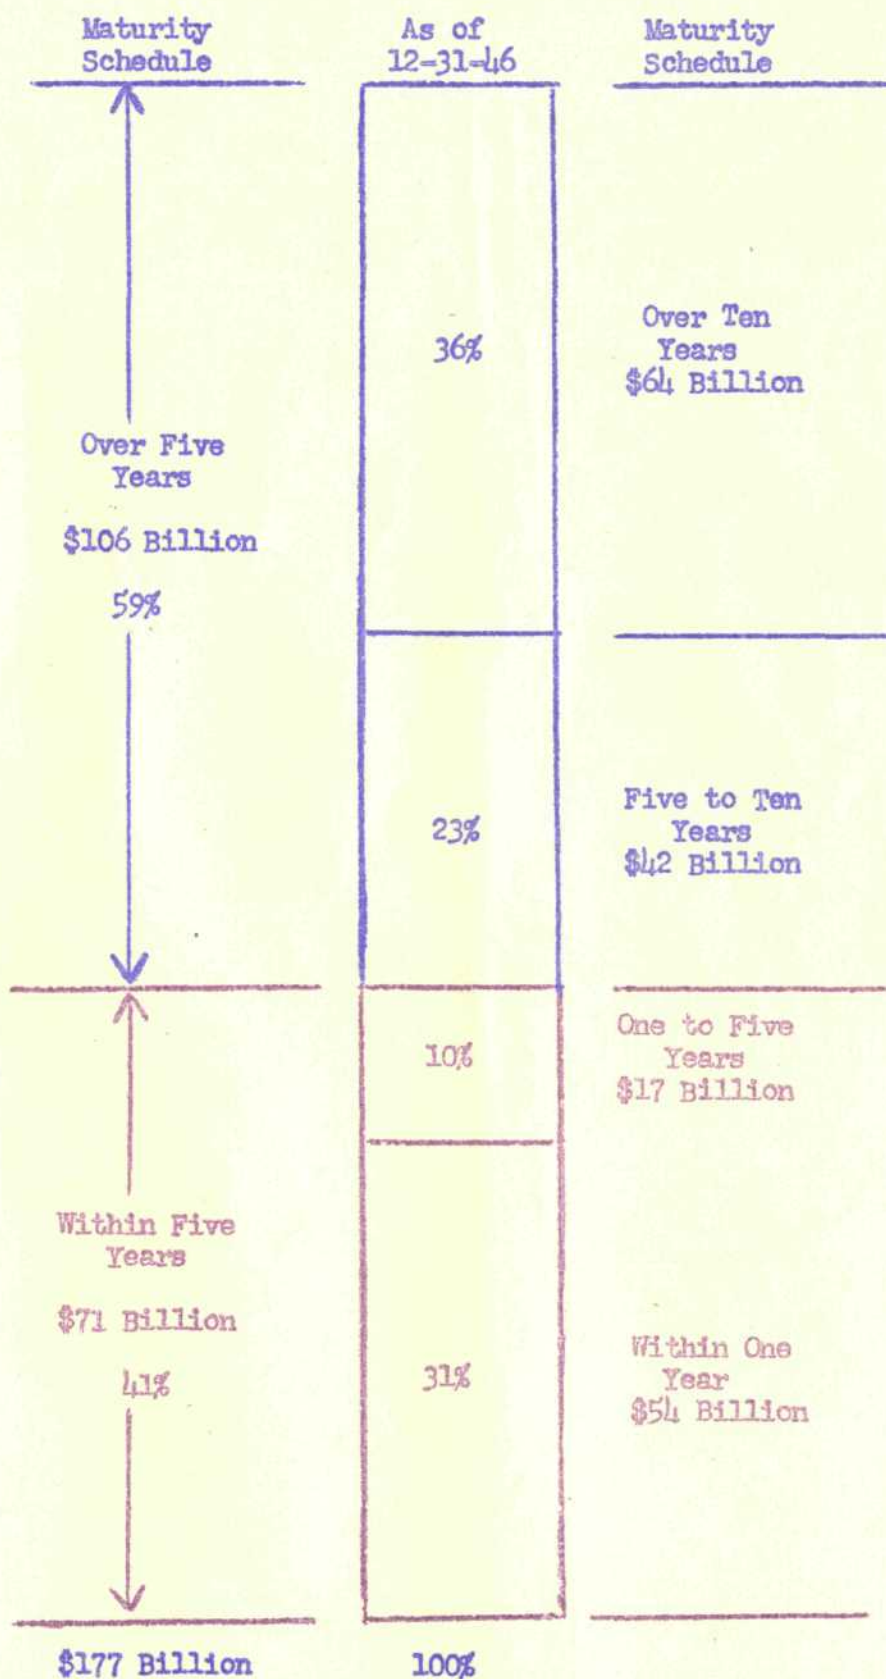 Maturity
Schedule
As of
12-31-46
Maturity
Schedule
36%
Over Ten
Years
$64 Billion
Over Five
Years
$106 Billion
59%
23%
Five to Ten
Years
$42 Billion
10%
One to Five
Years
$17 Billion
Within Five
Years
$71 Billion
41%
31%
Within One
Year
$54 Billion
$177 Billion
100%